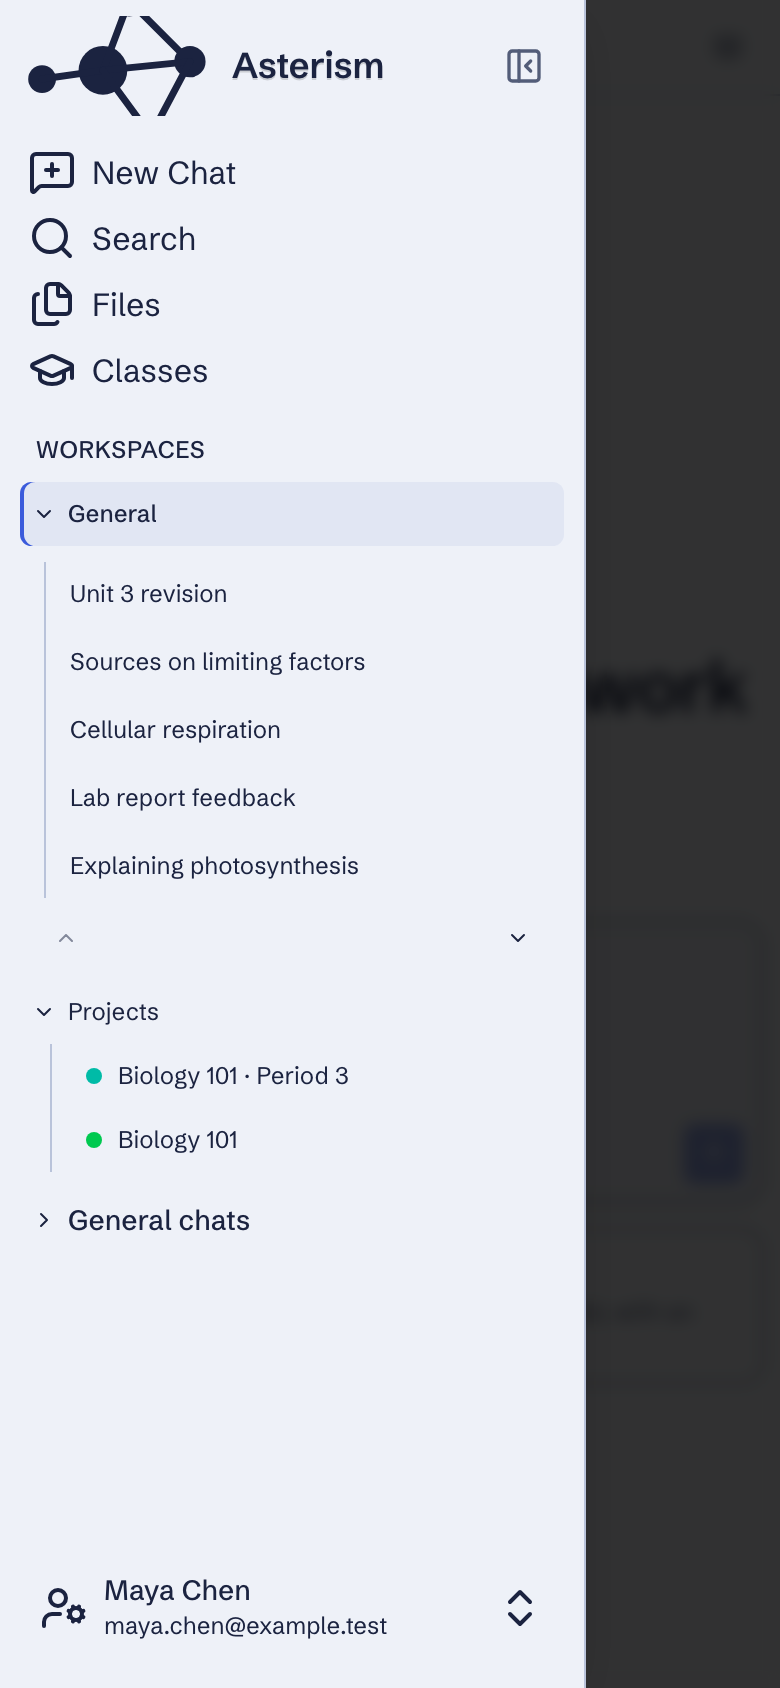 Asterism
New Chat
Search
Files
Classes
WORKSPACES
General
Unit 3 revision
Sources on limiting factors
Cellular respiration
Lab report feedback
Explaining photosynthesis
Projects
Biology 101 · Period 3
Biology 101
General chats
Maya Chen
maya.chen@example.test
work